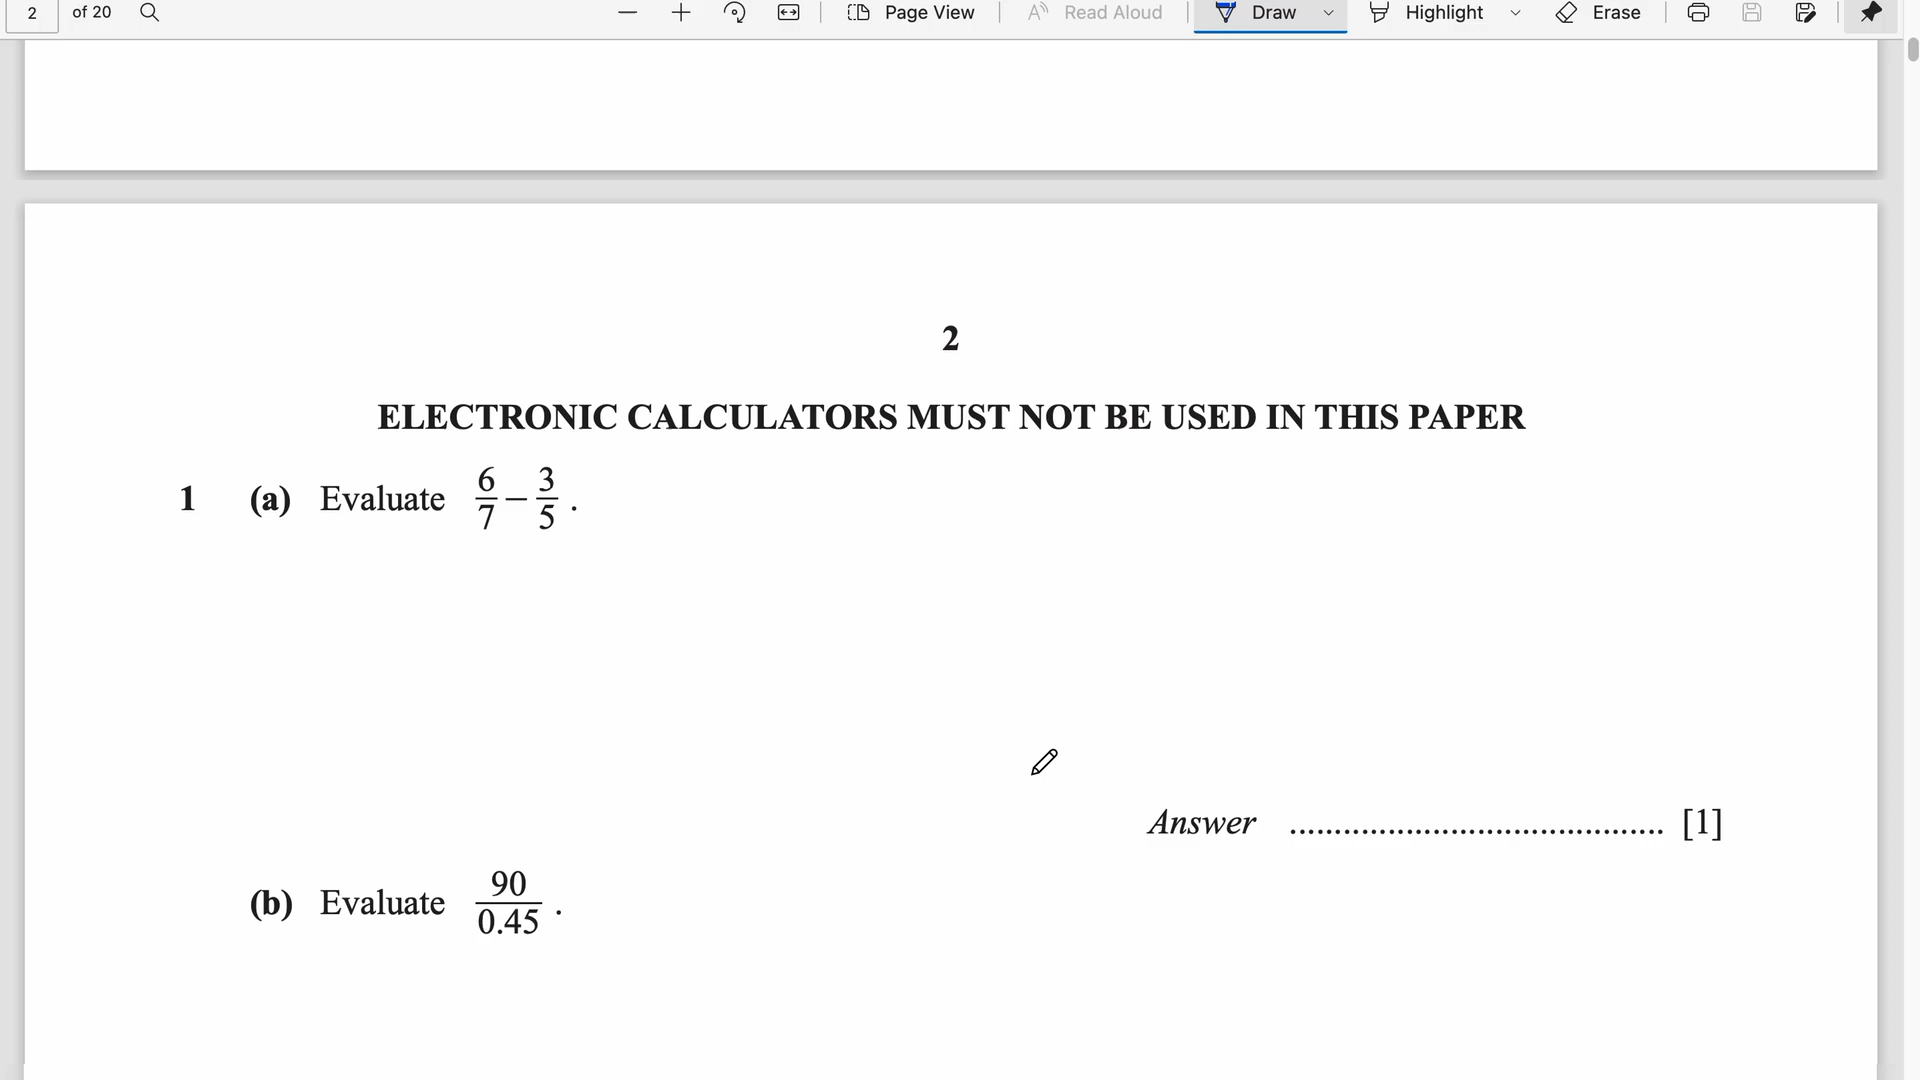 2 of 20 Page View Read Aloud Draw Highlight Erase
2
ELECTRONIC CALCULATORS MUST NOT BE USED IN THIS PAPER
1 (a) Evaluate 6/7 − 3/5 .
Answer .......................................... [1]
(b) Evaluate 90/0.45 .